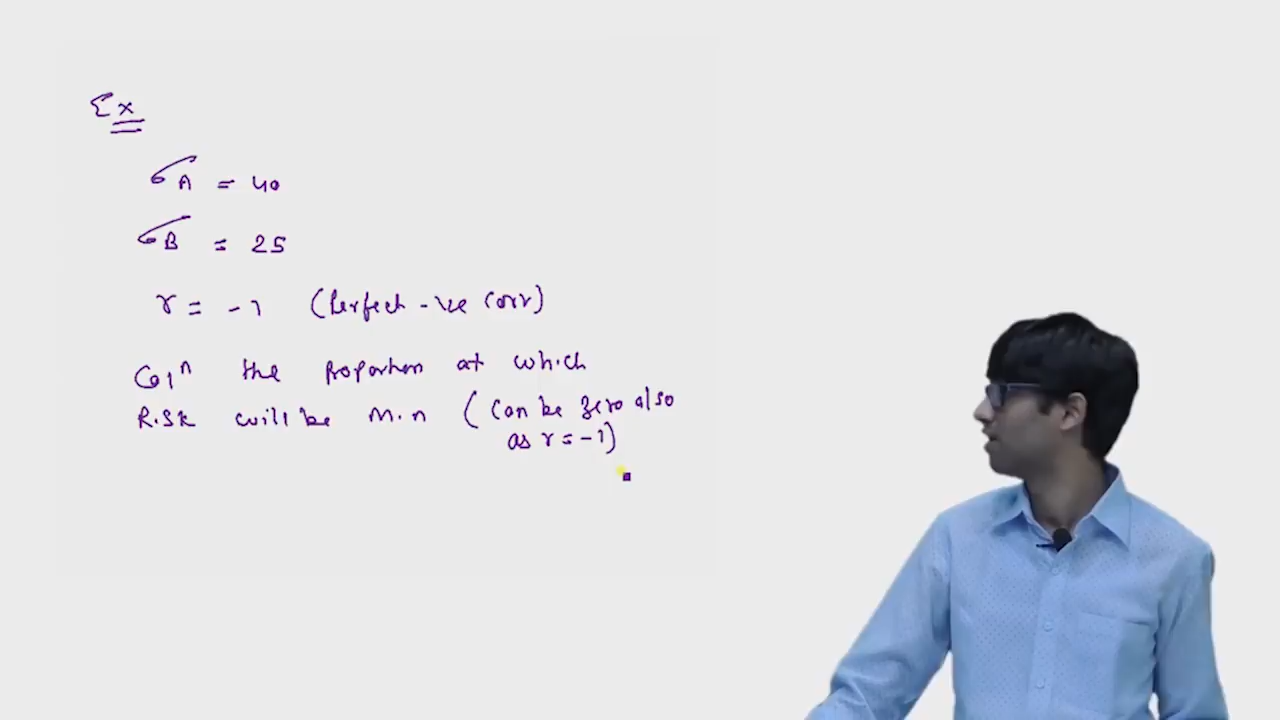 Ex
σA = 40
σB = 25
r = -1 (Perfect -ve corr)
Calⁿ the proportion at which
Risk will be Min (can be zero also
as r = -1)